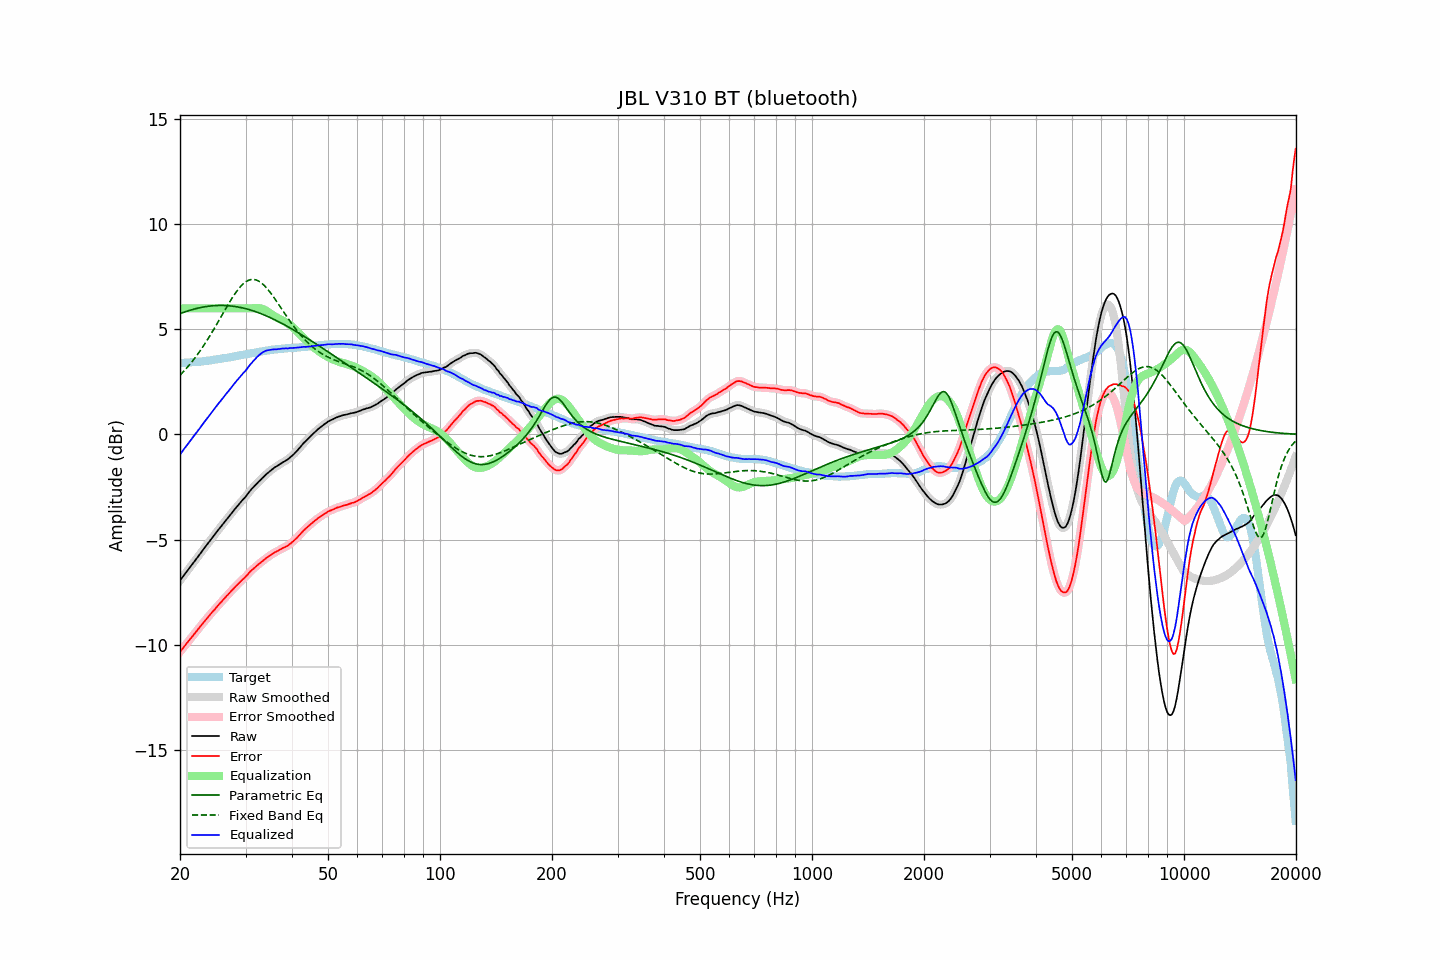 JBL V310 BT (bluetooth)
15
10
5
0
−5
−10
−15
Amplitude (dBr)
Target
Raw Smoothed
Error Smoothed
Raw
Error
Equalization
Parametric Eq
Fixed Band Eq
Equalized
20 50 100 200 500 1000 2000 5000 10000 20000
Frequency (Hz)